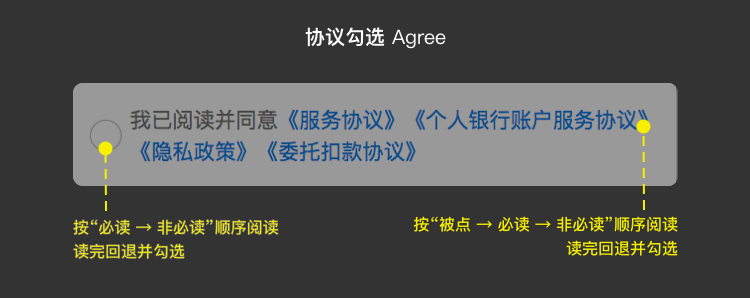 协议勾选 Agree
我已阅读并同意《服务协议》《个人银行账户服务协议》
《隐私政策》《委托扣款协议》
按“必读 → 非必读”顺序阅读
读完回退并勾选
按“被点 → 必读 → 非必读”顺序阅读
读完回退并勾选